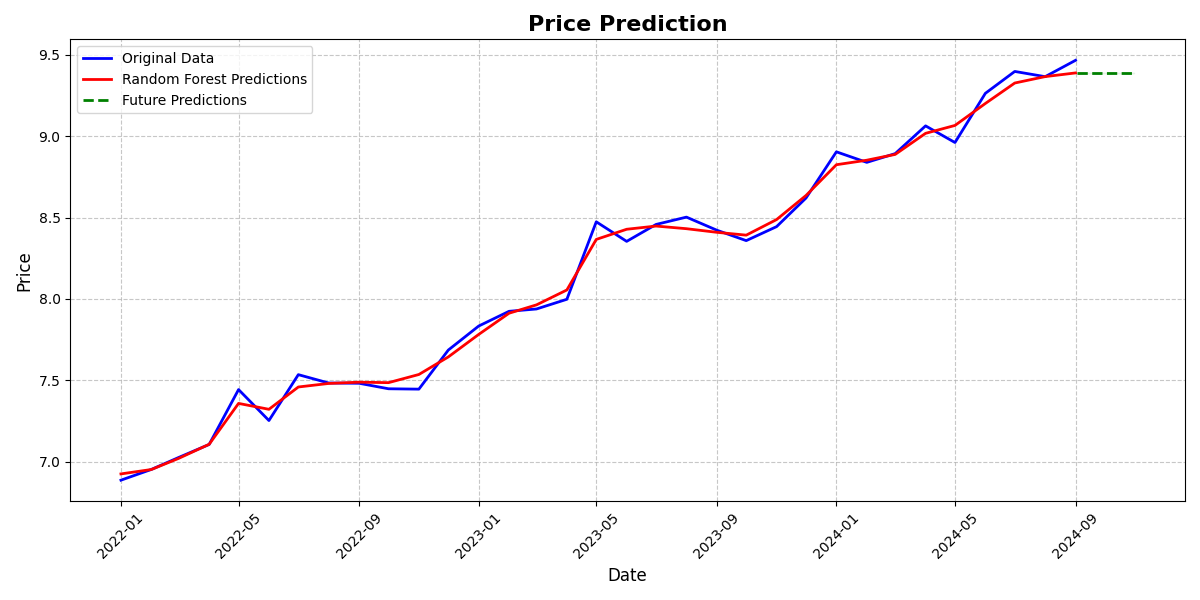 Price Prediction
Original Data
Random Forest Predictions
Future Predictions
Price
9.5
9.0
8.5
8.0
7.5
7.0
2022-01
2022-05
2022-09
2023-01
2023-05
2023-09
2024-01
2024-05
2024-09
Date